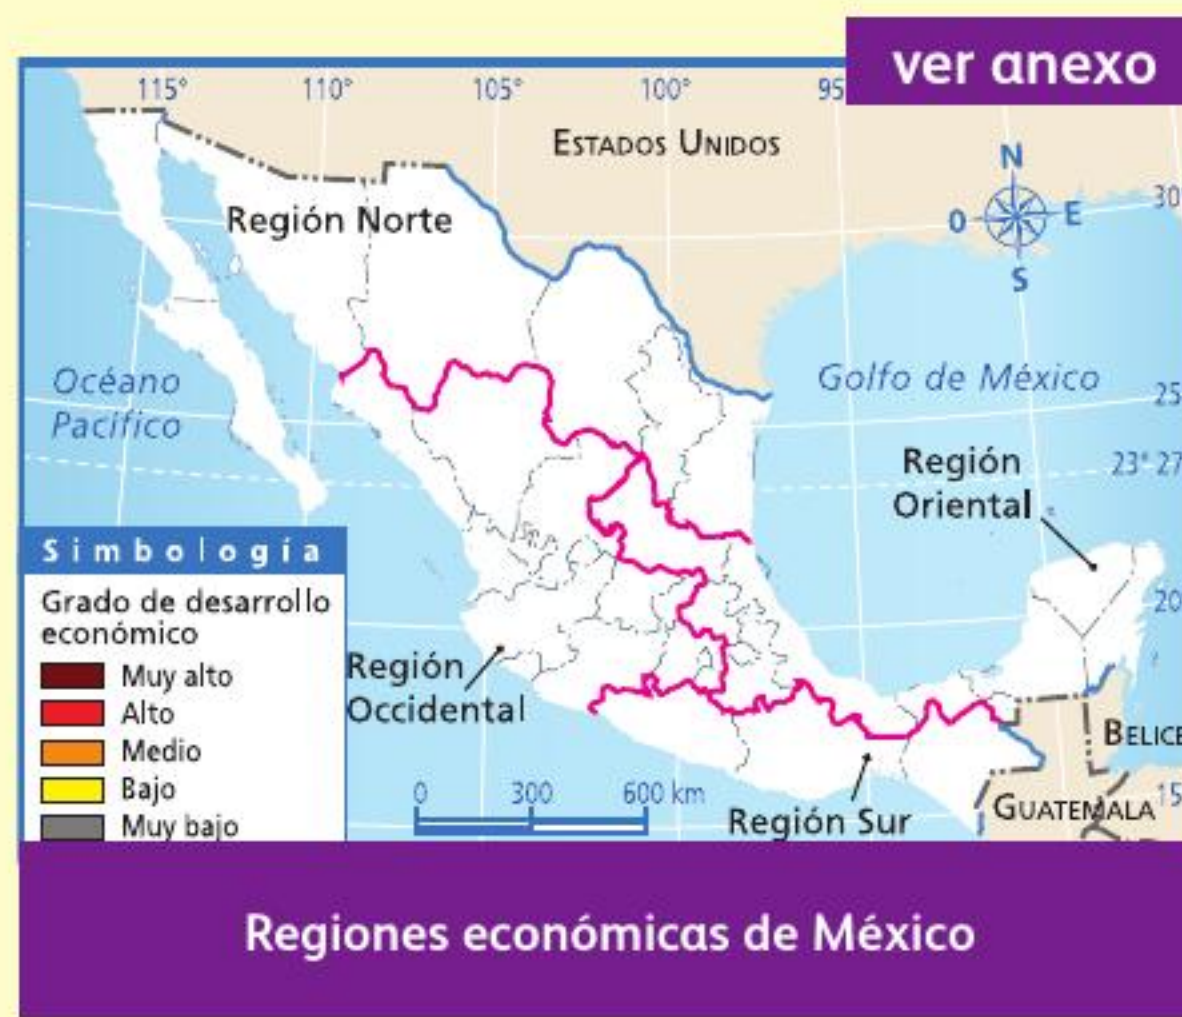 ver anexo
115° 110° 105° 100° 95
ESTADOS UNIDOS
N
O E
S
30
Región Norte
Océano
Pacífico
Golfo de México
25
Región
Oriental
23° 27
Simbología
Grado de desarrollo
económico
Muy alto
Alto
Medio
Bajo
Muy bajo
20
Región
Occidental
BELICE
0 300 600 km
Región Sur
GUATEMALA
15
Regiones económicas de México